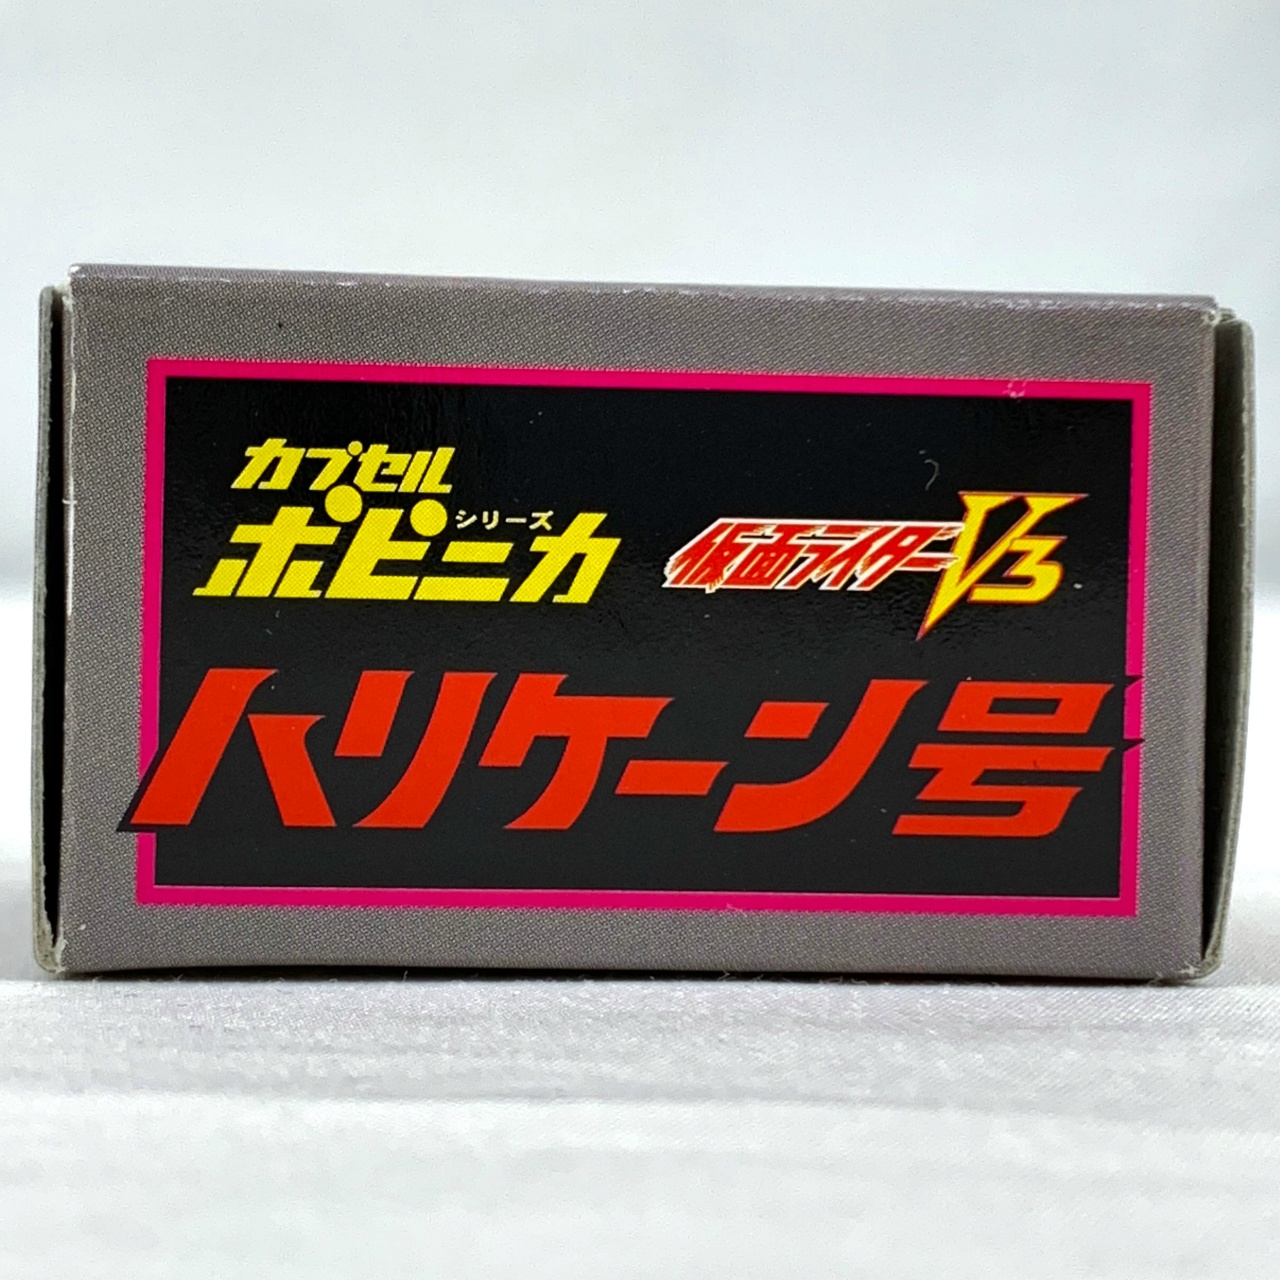 カプセル
ポピニカ シリーズ
仮面ライダーV3
ハリケーン号